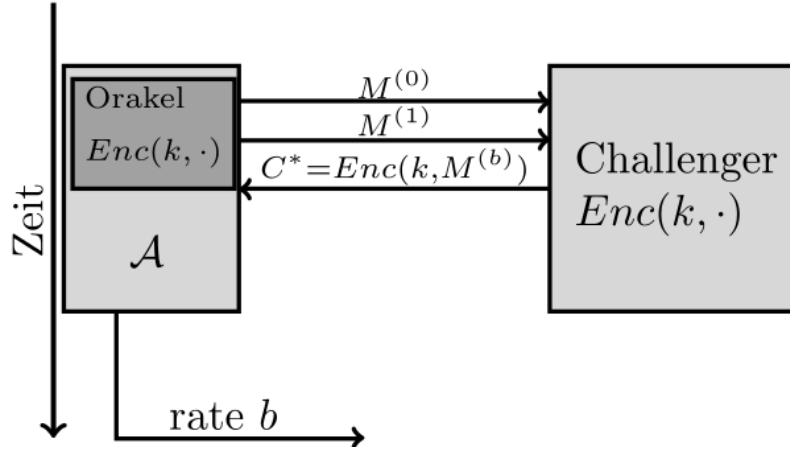 Zeit
Orakel
Enc(k, ·)
𝒜
M^{(0)}
M^{(1)}
C^*=Enc(k,M^{(b)})
Challenger
Enc(k, ·)
rate b